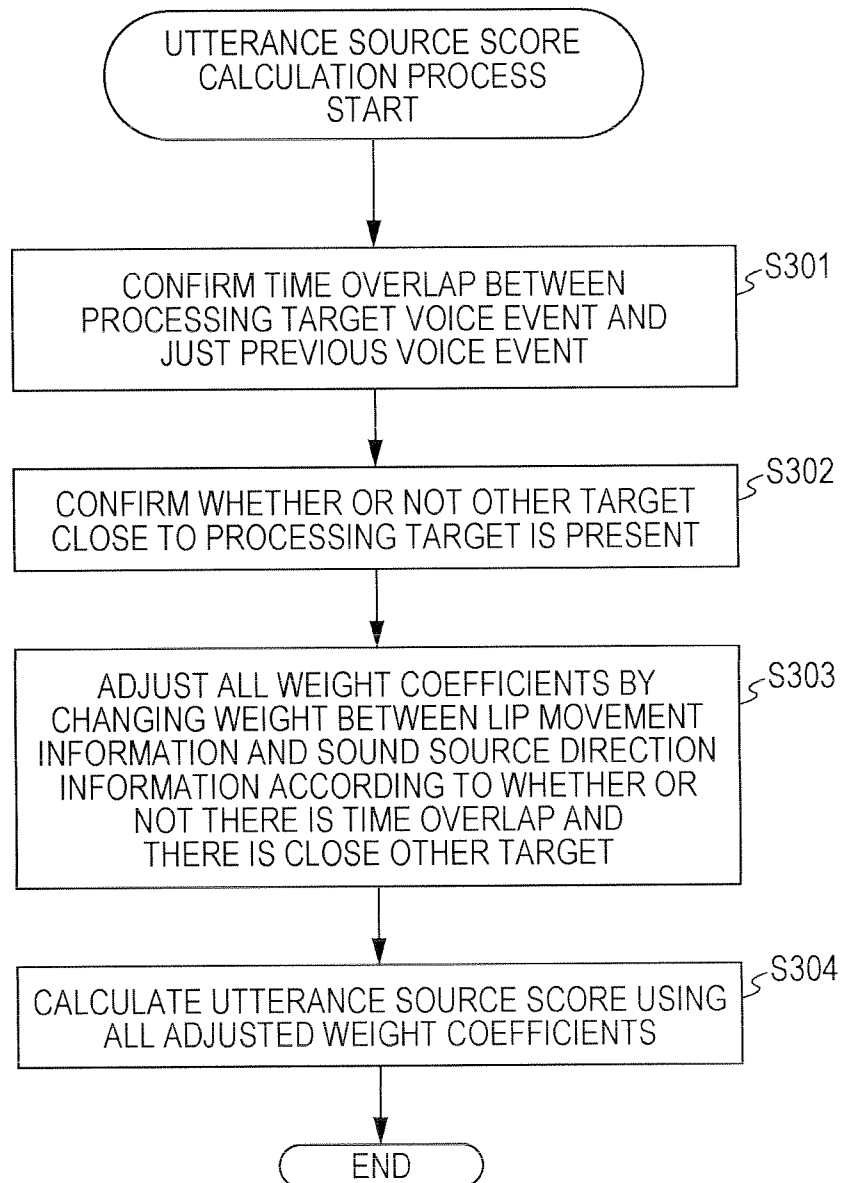 UTTERANCE SOURCE SCORE
CALCULATION PROCESS
START
S301
CONFIRM TIME OVERLAP BETWEEN
PROCESSING TARGET VOICE EVENT AND
JUST PREVIOUS VOICE EVENT
S302
CONFIRM WHETHER OR NOT OTHER TARGET
CLOSE TO PROCESSING TARGET IS PRESENT
S303
ADJUST ALL WEIGHT COEFFICIENTS BY
CHANGING WEIGHT BETWEEN LIP MOVEMENT
INFORMATION AND SOUND SOURCE DIRECTION
INFORMATION ACCORDING TO WHETHER OR
NOT THERE IS TIME OVERLAP AND
THERE IS CLOSE OTHER TARGET
S304
CALCULATE UTTERANCE SOURCE SCORE USING
ALL ADJUSTED WEIGHT COEFFICIENTS
END